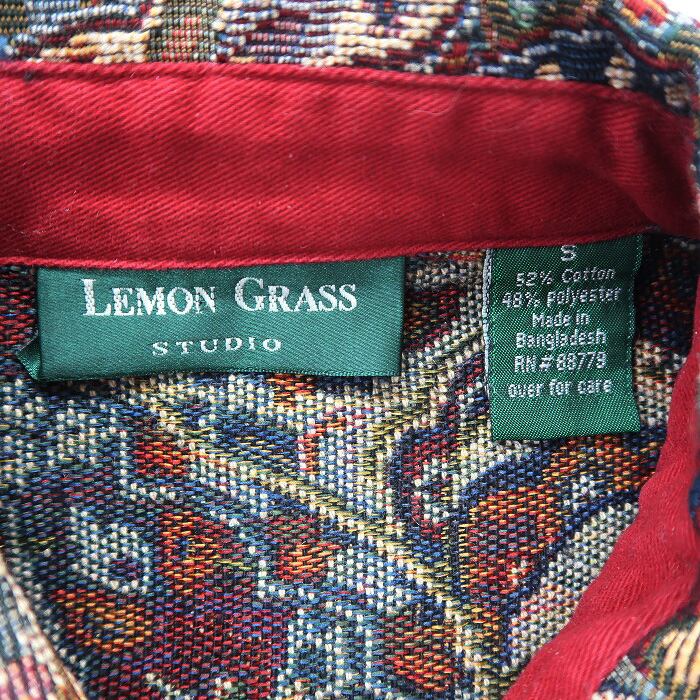 LEMON GRASS
STUDIO
S
52% Cotton
48% Polyester
Made in
Bangladesh
RN# 88779
over for care